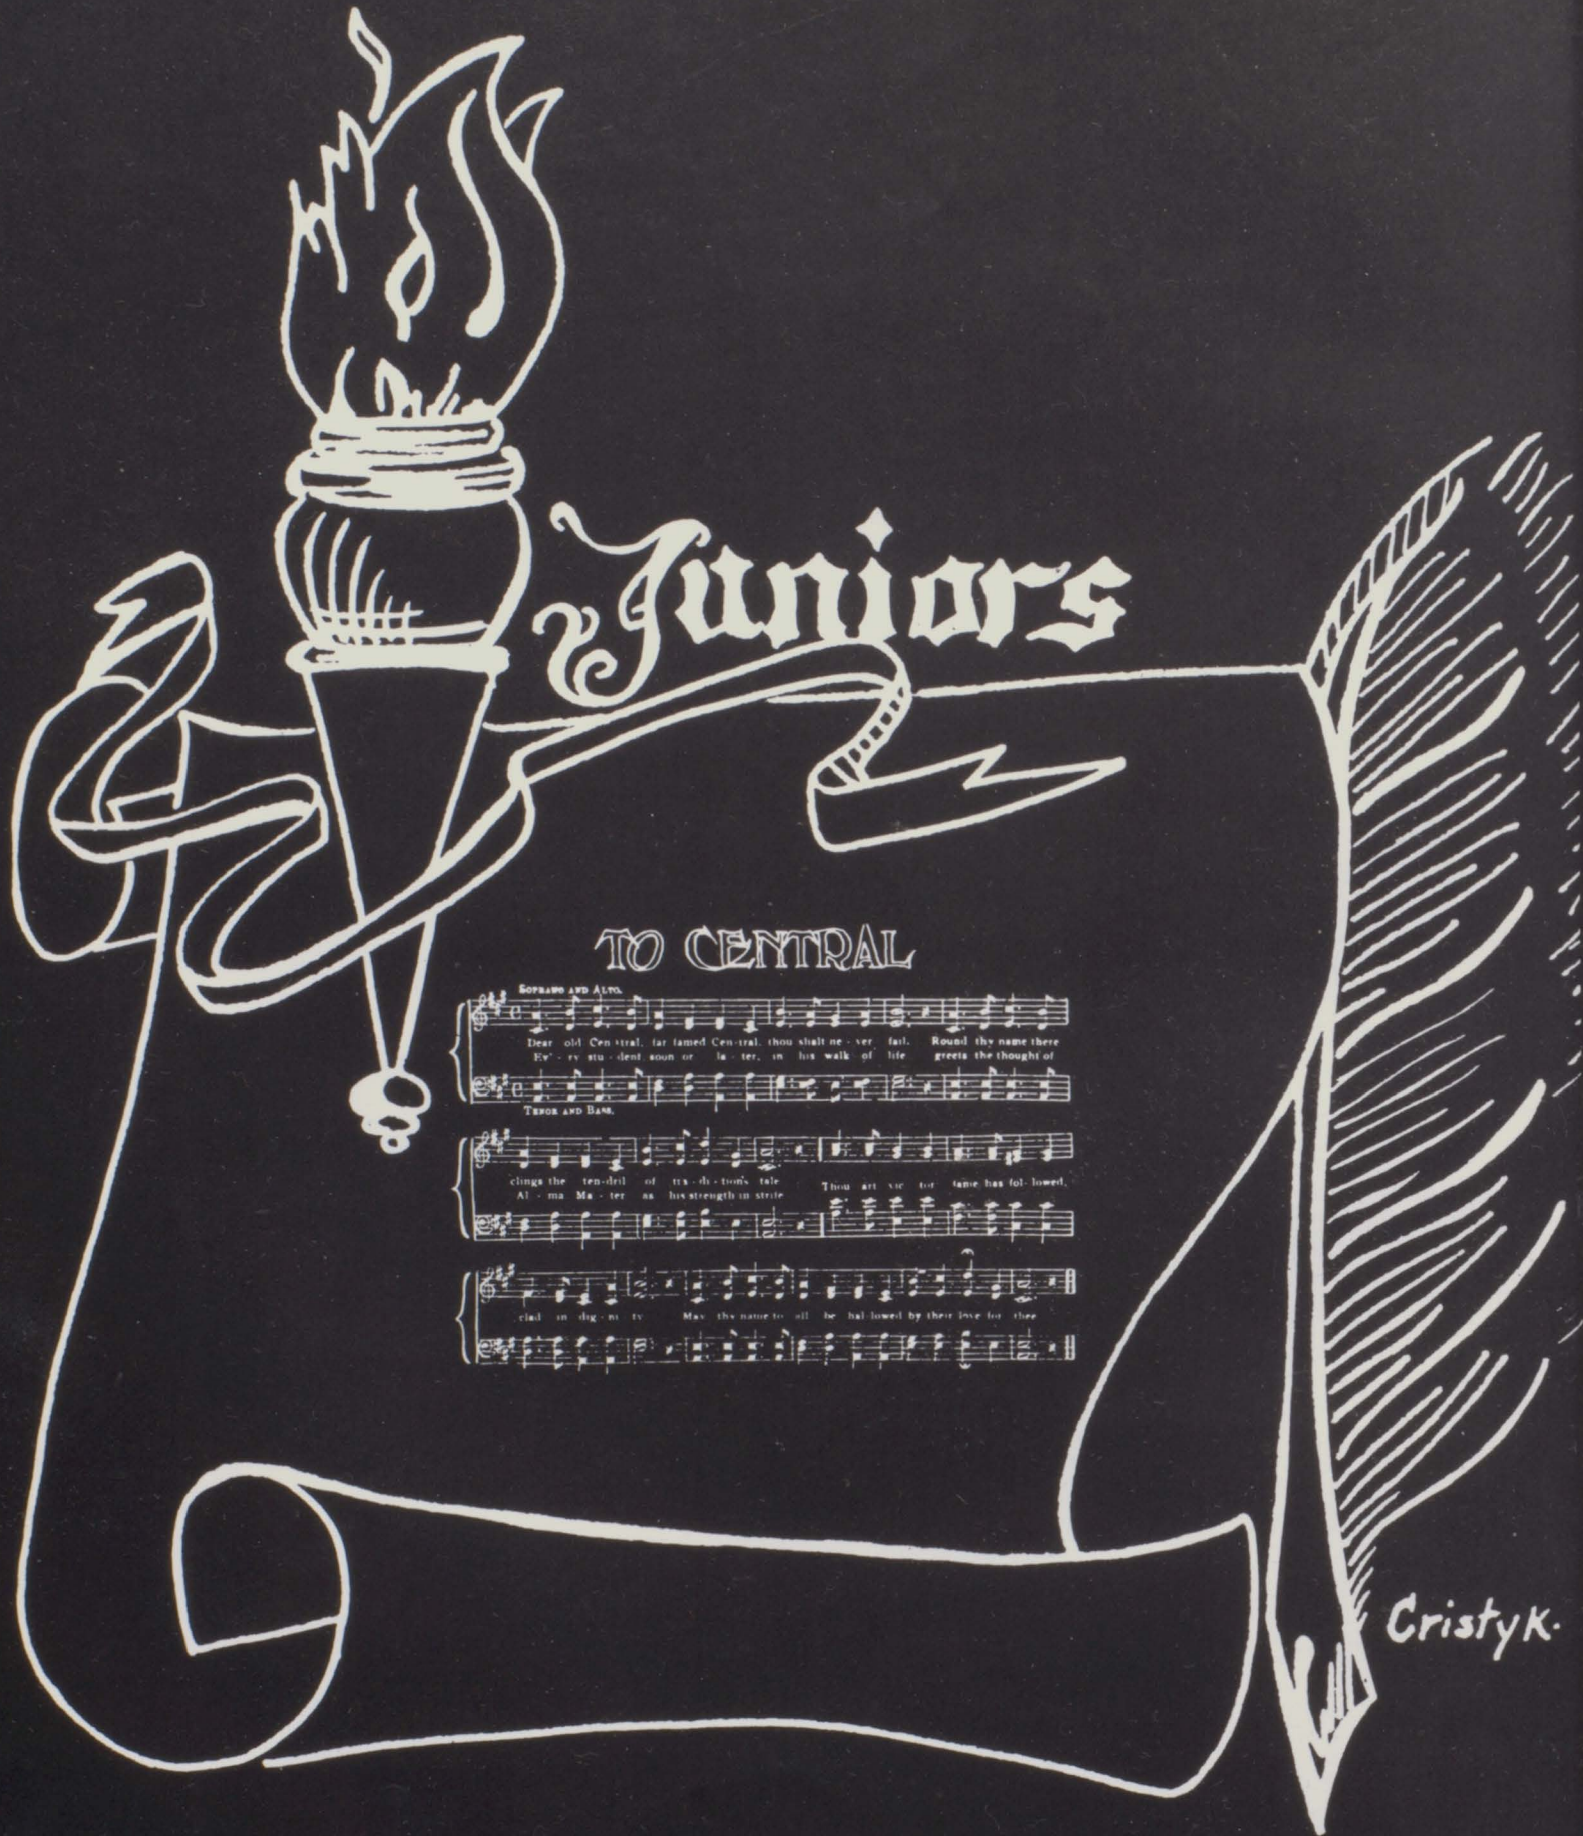 Juniors
TO CENTRAL
SOPRANO AND ALTO.
Dear old Cen-tral, far famed Cen-tral, thou shalt ne-ver fail. Round thy name there
Ev'-ry stu-dent soon or la-ter, in his walk of life greets the thought of
TENOR AND BASS.
clings the ten-dril of tra-di-tion's tale Thou art vic-tor fame has fol-lowed,
Al-ma Ma-ter as his strength in strife
clad in dig-ni-ty May thy name to all be hal-lowed by their love for thee
Cristyk.